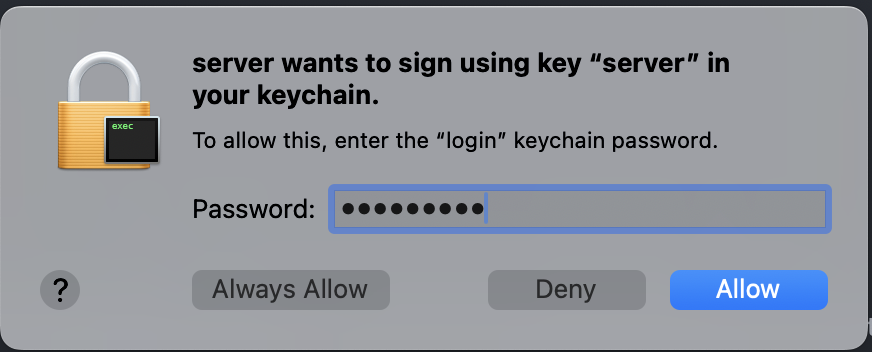 exec
server wants to sign using key “server” in
your keychain.
To allow this, enter the “login” keychain password.
Password: •••••••••
?
Always Allow
Deny
Allow